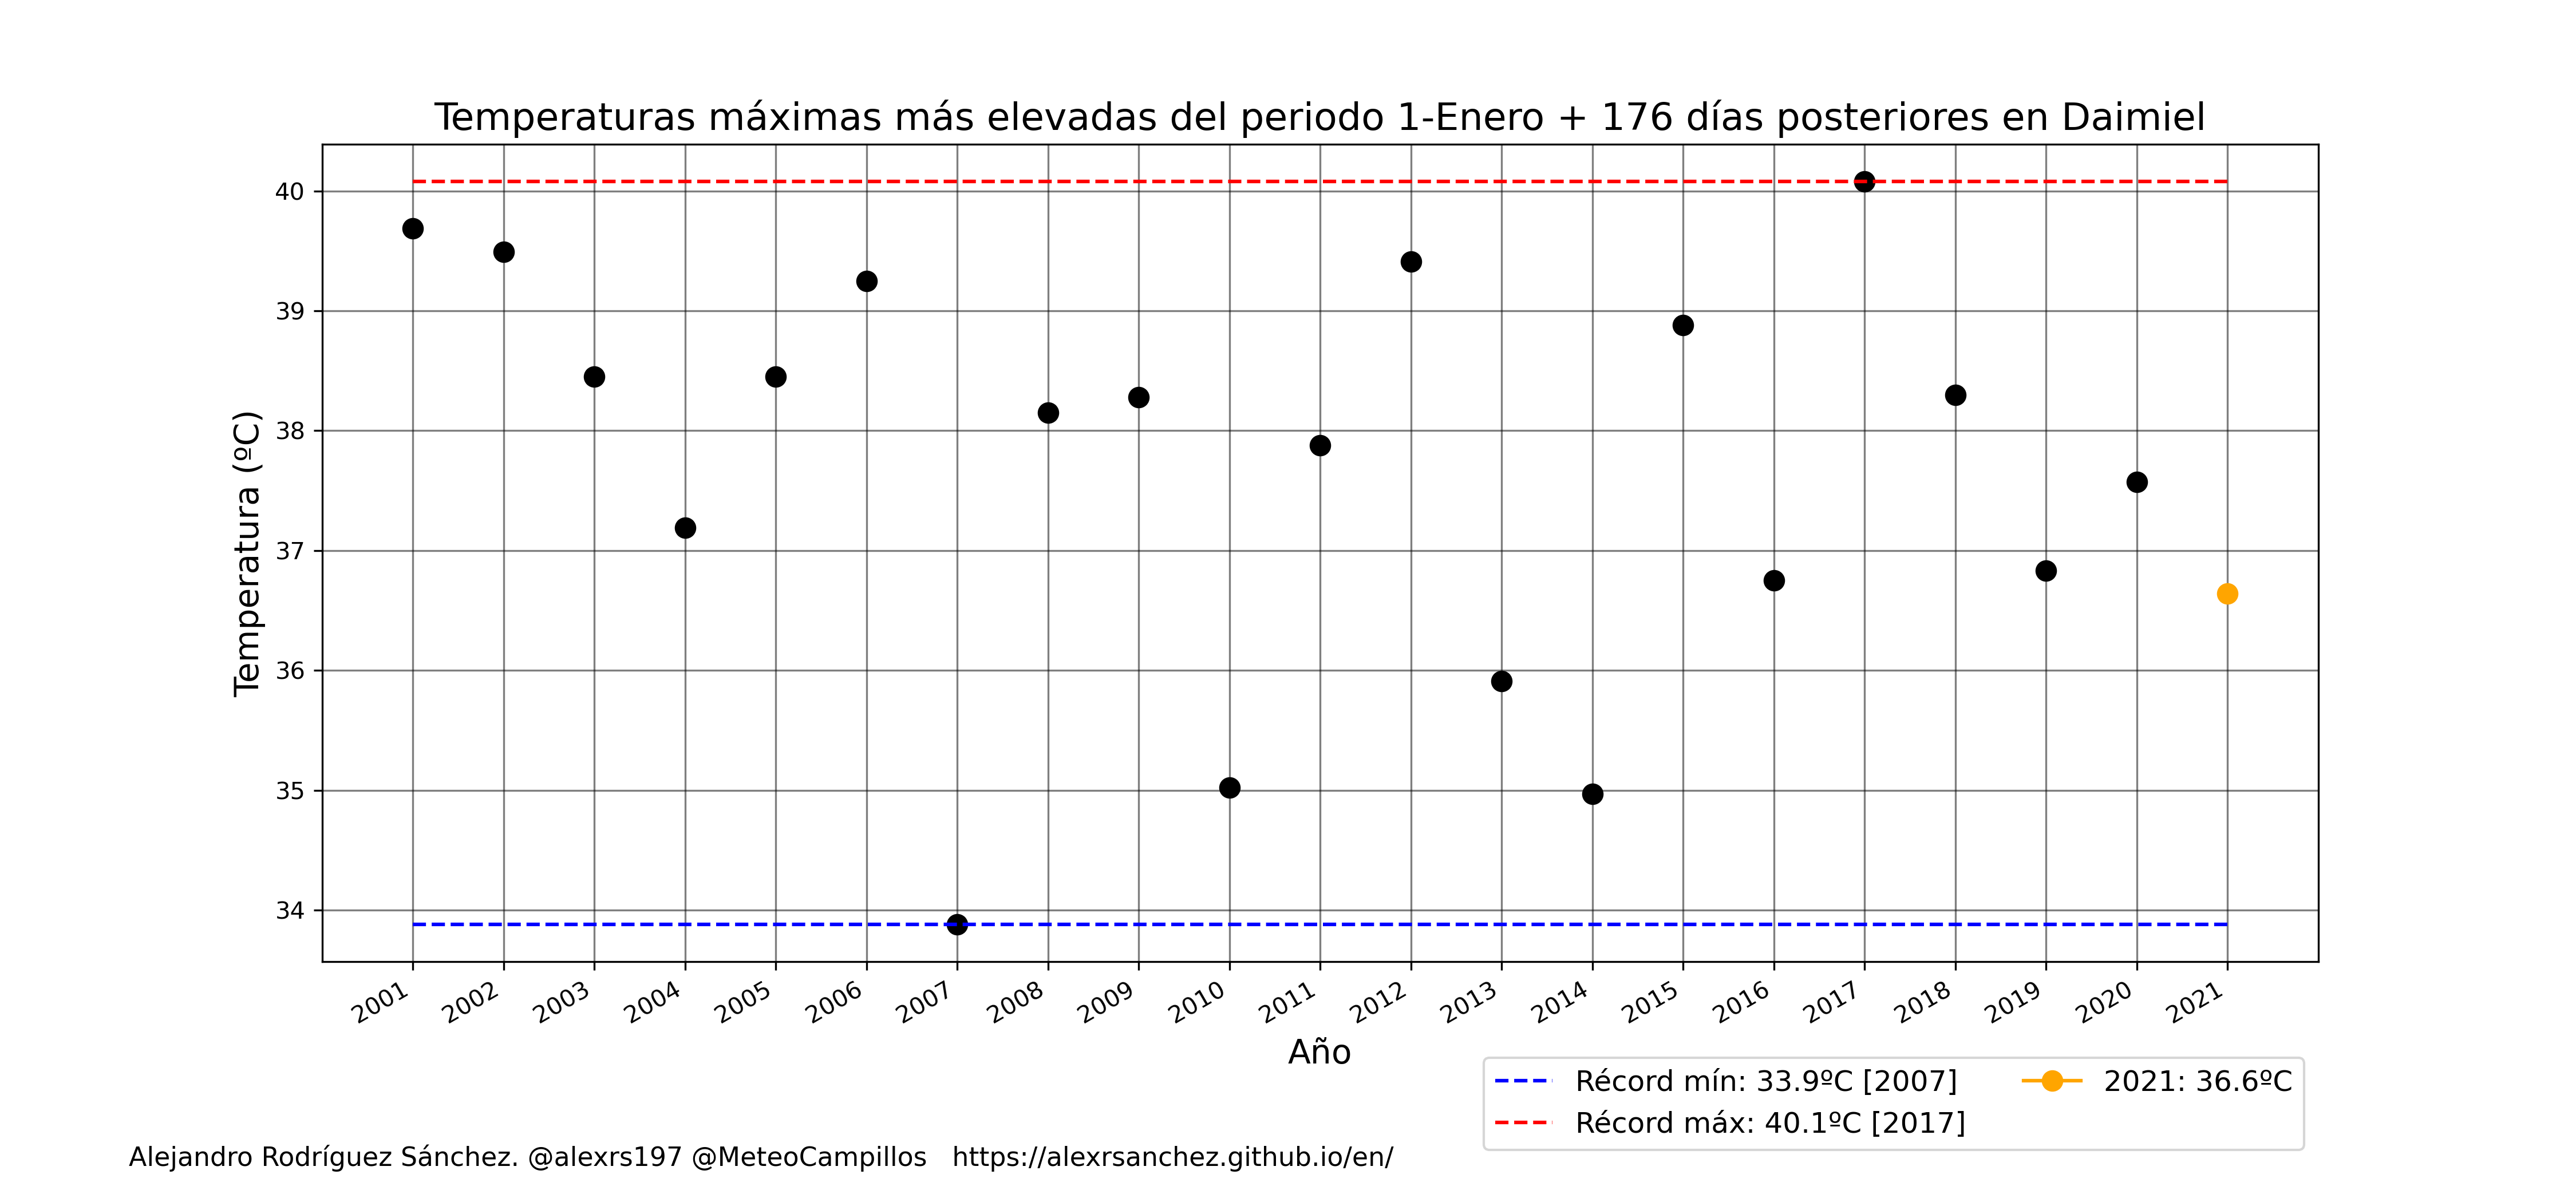 Temperaturas máximas más elevadas del periodo 1-Enero + 176 días posteriores en Daimiel
Temperatura (ºC)
40
39
38
37
36
35
34
2001 2002 2003 2004 2005 2006 2007 2008 2009 2010 2011 2012 2013 2014 2015 2016 2017 2018 2019 2020 2021
Año
Récord mín: 33.9ºC [2007]
Récord máx: 40.1ºC [2017]
2021: 36.6ºC
Alejandro Rodríguez Sánchez. @alexrs197 @MeteoCampillos https://alexrsanchez.github.io/en/